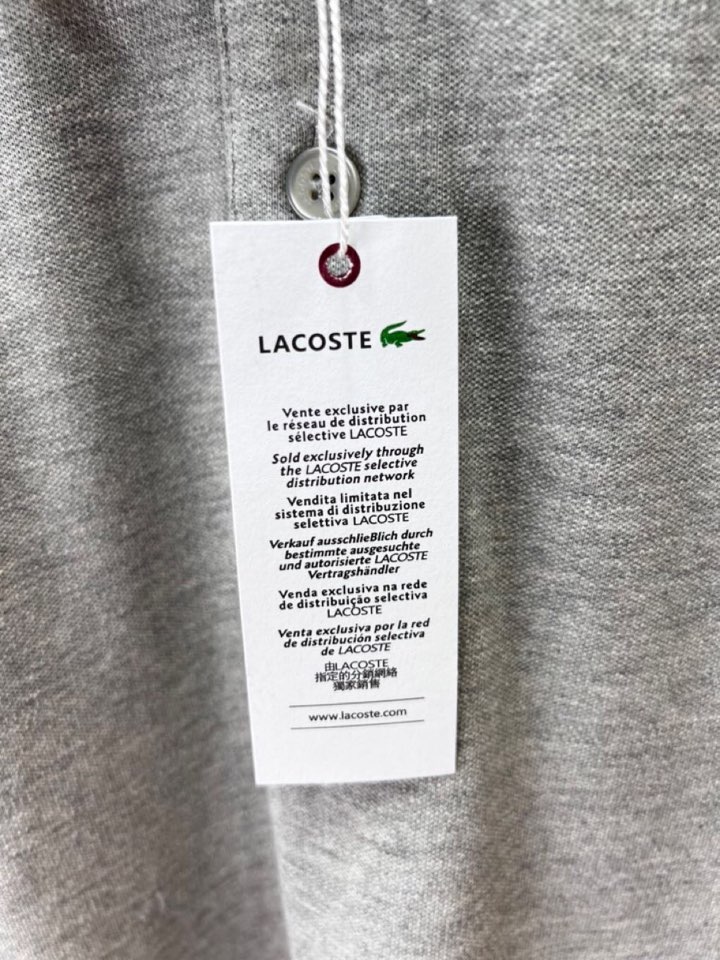 LACOSTE
Vente exclusive par
le réseau de distribution
sélective LACOSTE
Sold exclusively through
the LACOSTE selective
distribution network
Vendita limitata nel
sistema di distribuzione
selettiva LACOSTE
Verkauf ausschließlich durch
bestimmte ausgesuchte
und autorisierte LACOSTE
Vertragshändler
Venda exclusiva na rede
de distribuição selectiva
LACOSTE
Venta exclusiva por la red
de distribución selectiva
de LACOSTE
由LACOSTE
指定的分銷網絡
獨家銷售
www.lacoste.com